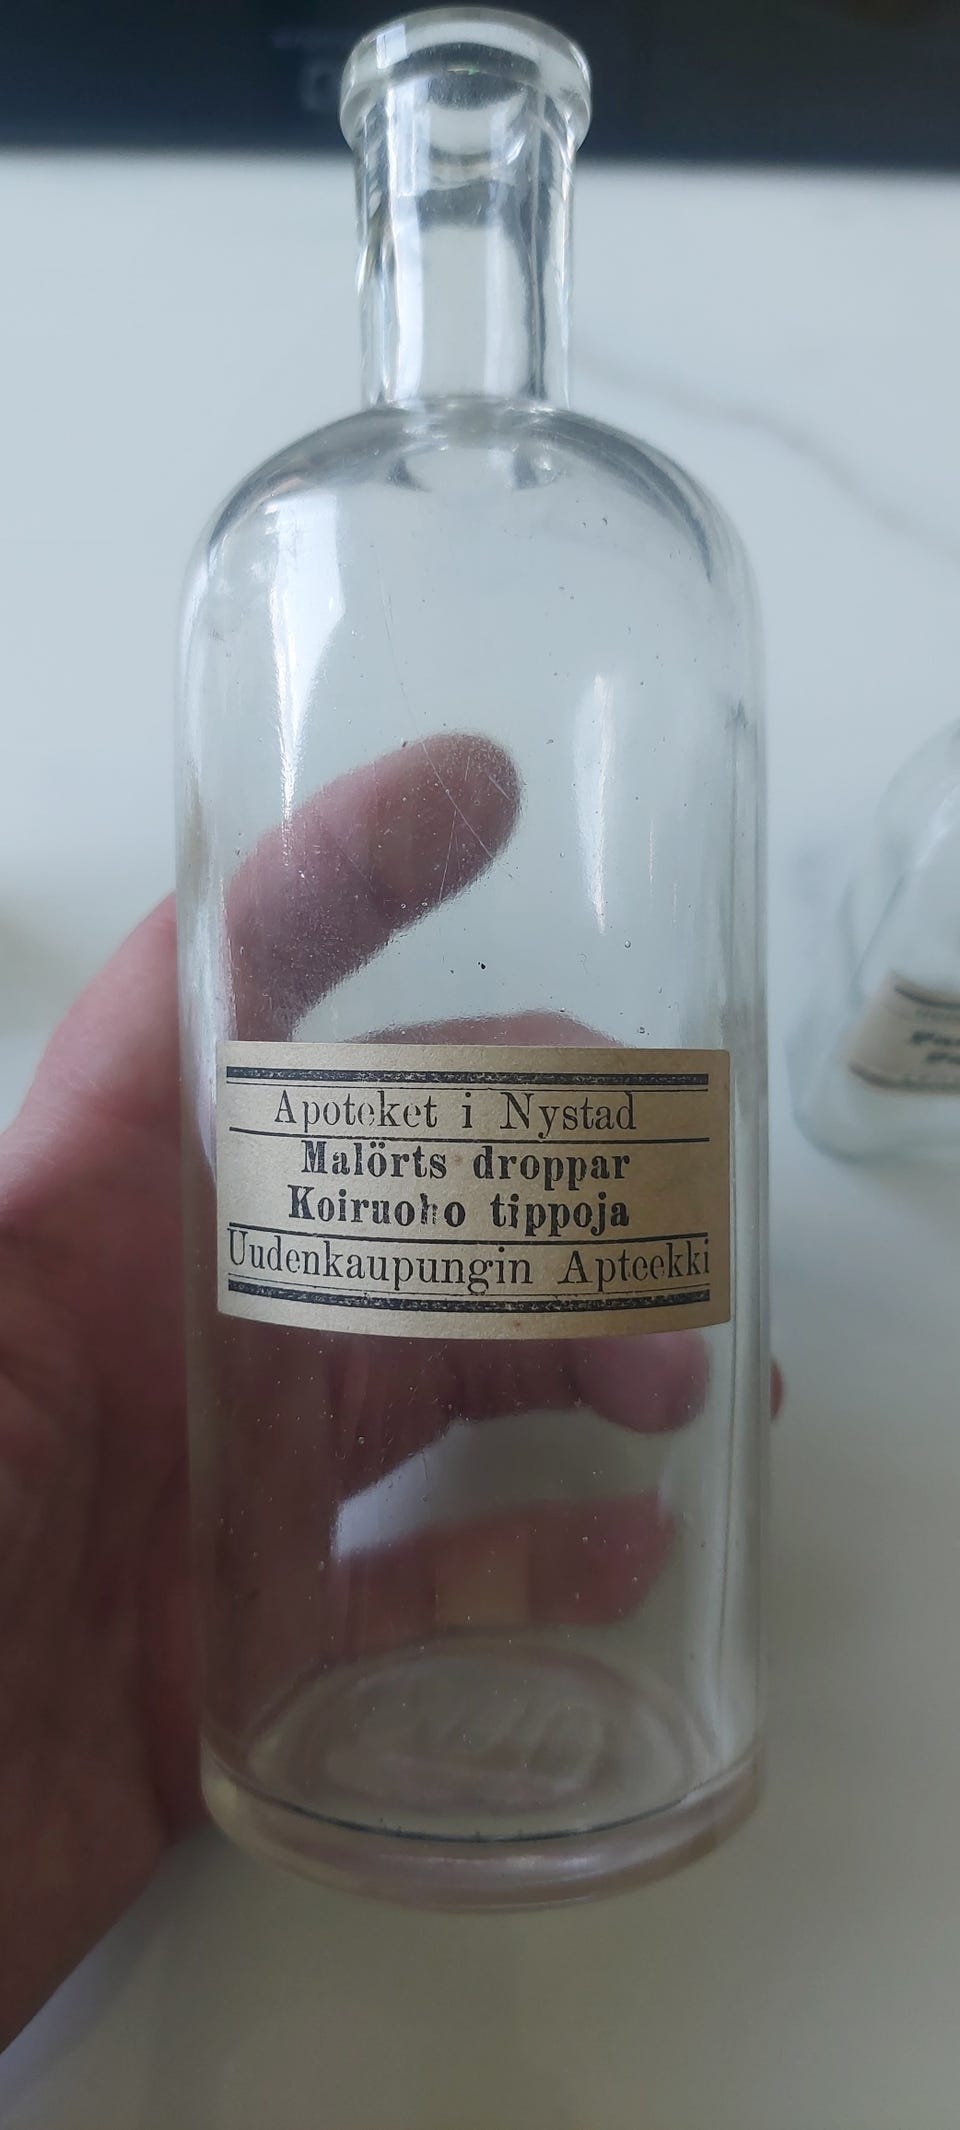 Apoteket i Nystad
Malörts droppar
Koiruoho tippoja
Uudenkaupungin Apteekki